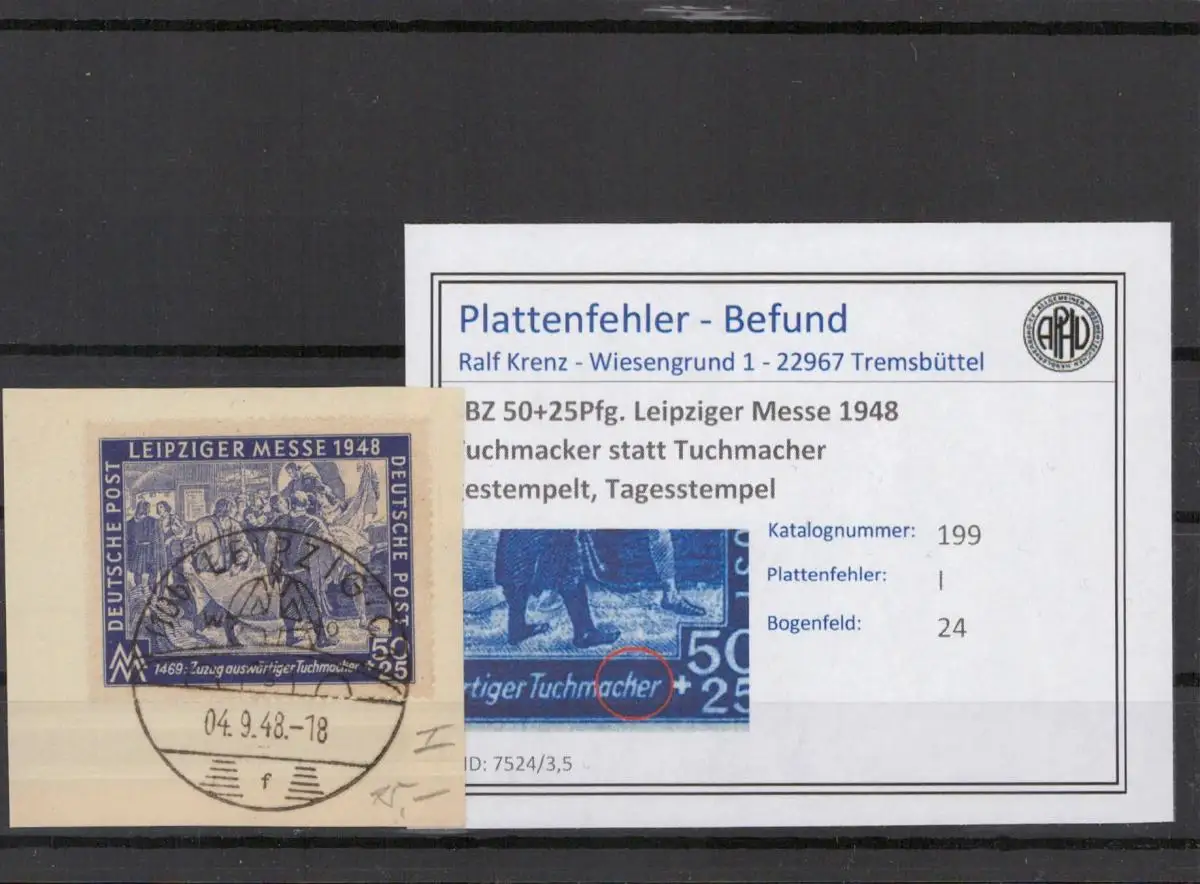 Plattenfehler - Befund
Ralf Krenz - Wiesengrund 1 - 22967 Tremsbüttel
BZ 50+25Pfg. Leipziger Messe 1948
uchmacker statt Tuchmacher
estempelt, Tagesstempel
Katalognummer: 199
Plattenfehler: I
Bogenfeld: 24
rtiger Tuchmacher + 50
25
ID: 7524/3,5
LEIPZIGER MESSE 1948
DEUTSCHE POST
DEUTSCHE POST
1469: Zuzug auswärtiger Tuchmacher + 50
25
LEIPZIG
04.9.48.-18
f
I
25,-